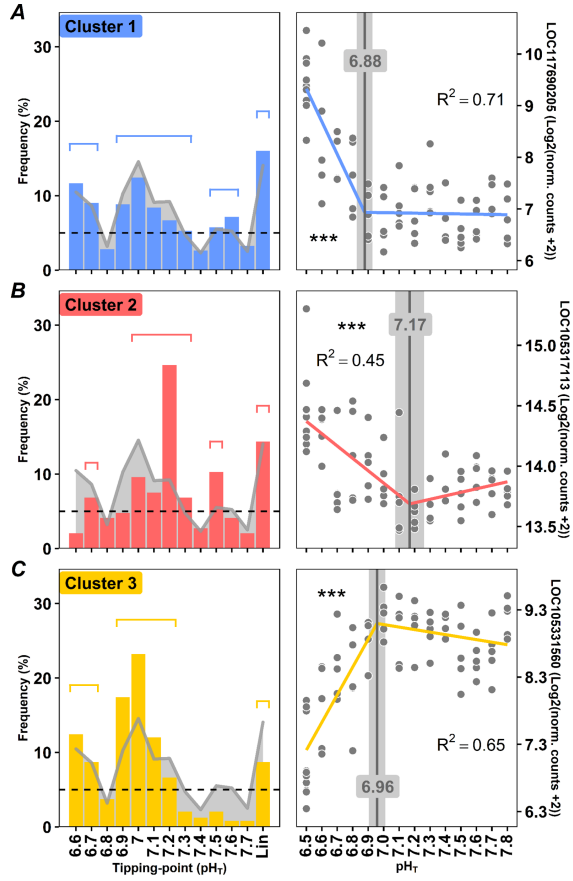 A
Cluster 1
Frequency (%)
30
20
10
0
6.88
R² = 0.71
***
10
9
8
7
6
LOC117690205 (Log2(norm. counts +2))
B
Cluster 2
Frequency (%)
30
20
10
0
***
7.17
R² = 0.45
15.0
14.5
14.0
13.5
LOC105317113 (Log2(norm. counts +2))
C
Cluster 3
Frequency (%)
30
20
10
0
6.6 6.7 6.8 6.9 7 7.1 7.2 7.3 7.4 7.5 7.6 7.7 Lin
Tipping-point (pHT)
***
R² = 0.65
6.96
9.3
8.3
7.3
6.3
LOC105331560 (Log2(norm. counts +2))
6.5 6.6 6.7 6.8 6.9 7.0 7.1 7.2 7.3 7.4 7.5 7.6 7.7 7.8
pHT